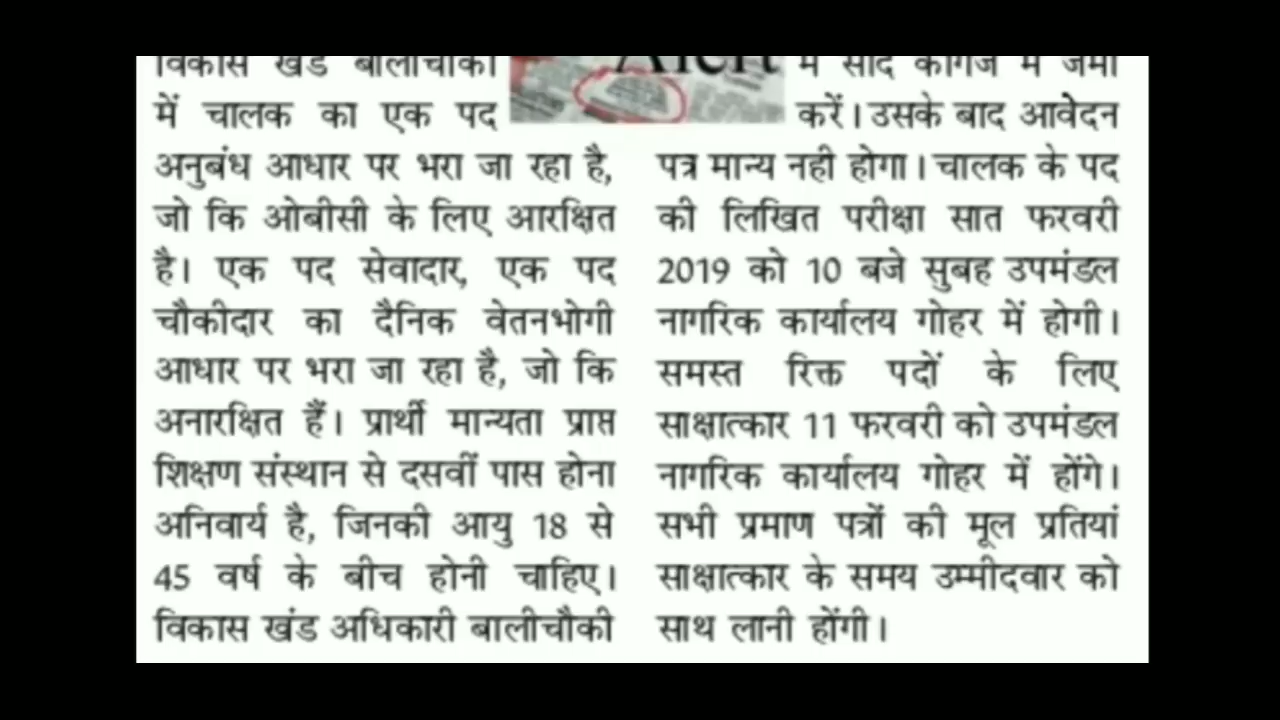 विकास खंड बालीचौकी
में चालक का एक पद
अनुबंध आधार पर भरा जा रहा है,
जो कि ओबीसी के लिए आरक्षित
है। एक पद सेवादार, एक पद
चौकीदार का दैनिक वेतनभोगी
आधार पर भरा जा रहा है, जो कि
अनारक्षित हैं। प्रार्थी मान्यता प्राप्त
शिक्षण संस्थान से दसवीं पास होना
अनिवार्य है, जिनकी आयु 18 से
45 वर्ष के बीच होनी चाहिए।
विकास खंड अधिकारी बालीचौकी
Alert
में सादे कागज में जमा
करें। उसके बाद आवेदन
पत्र मान्य नही होगा। चालक के पद
की लिखित परीक्षा सात फरवरी
2019 को 10 बजे सुबह उपमंडल
नागरिक कार्यालय गोहर में होगी।
समस्त रिक्त पदों के लिए
साक्षात्कार 11 फरवरी को उपमंडल
नागरिक कार्यालय गोहर में होंगे।
सभी प्रमाण पत्रों की मूल प्रतियां
साक्षात्कार के समय उम्मीदवार को
साथ लानी होंगी।